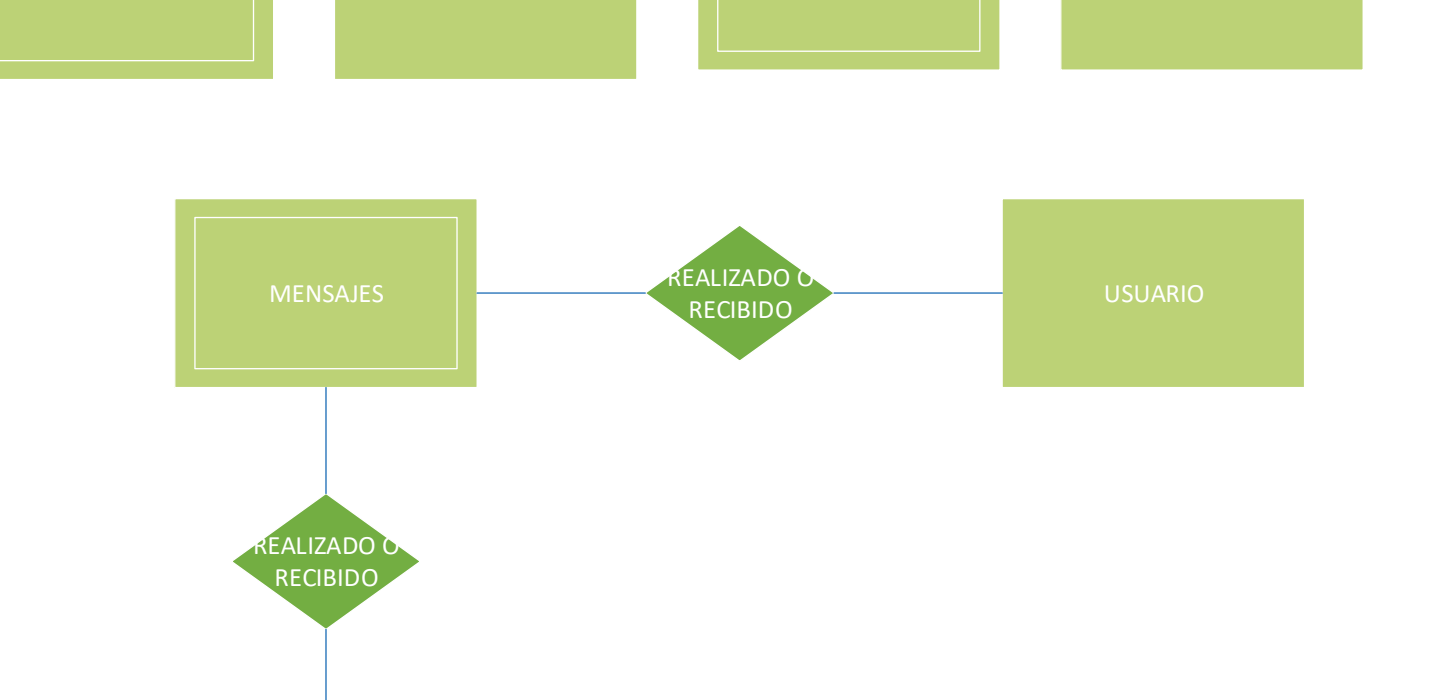 MENSAJES
REALIZADO O
RECIBIDO
USUARIO
REALIZADO O
RECIBIDO